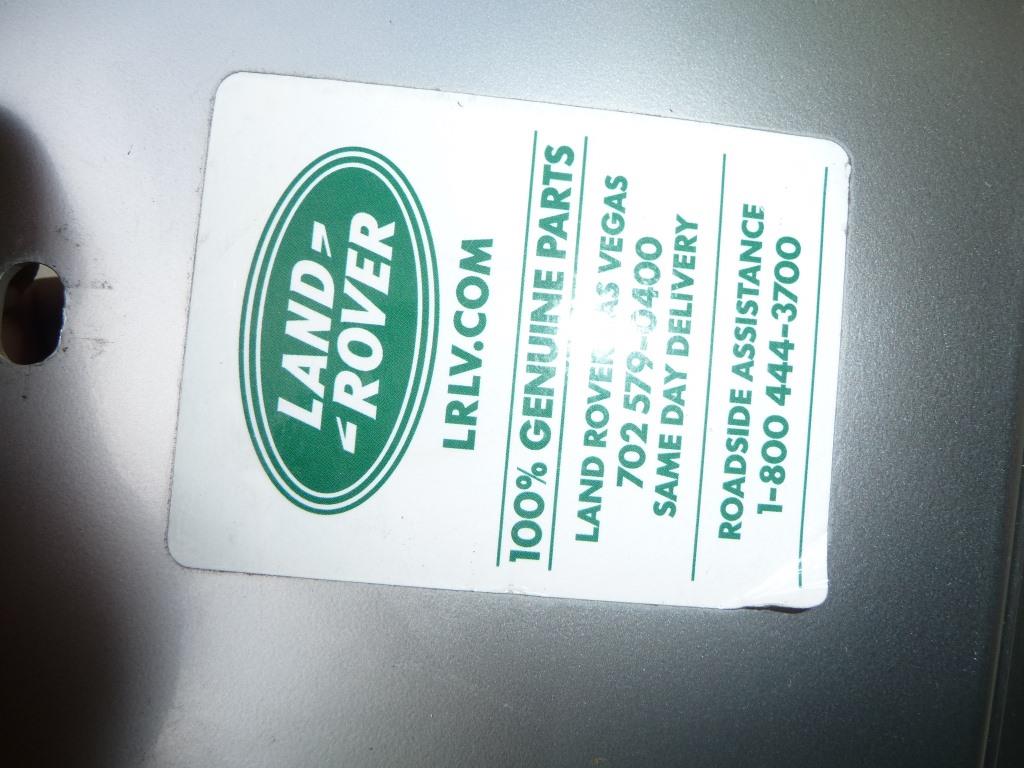 LAND
ROVER
LRLV.COM
100% GENUINE PARTS
LAND ROVER LAS VEGAS
702 579-0400
SAME DAY DELIVERY
ROADSIDE ASSISTANCE
1-800 444-3700